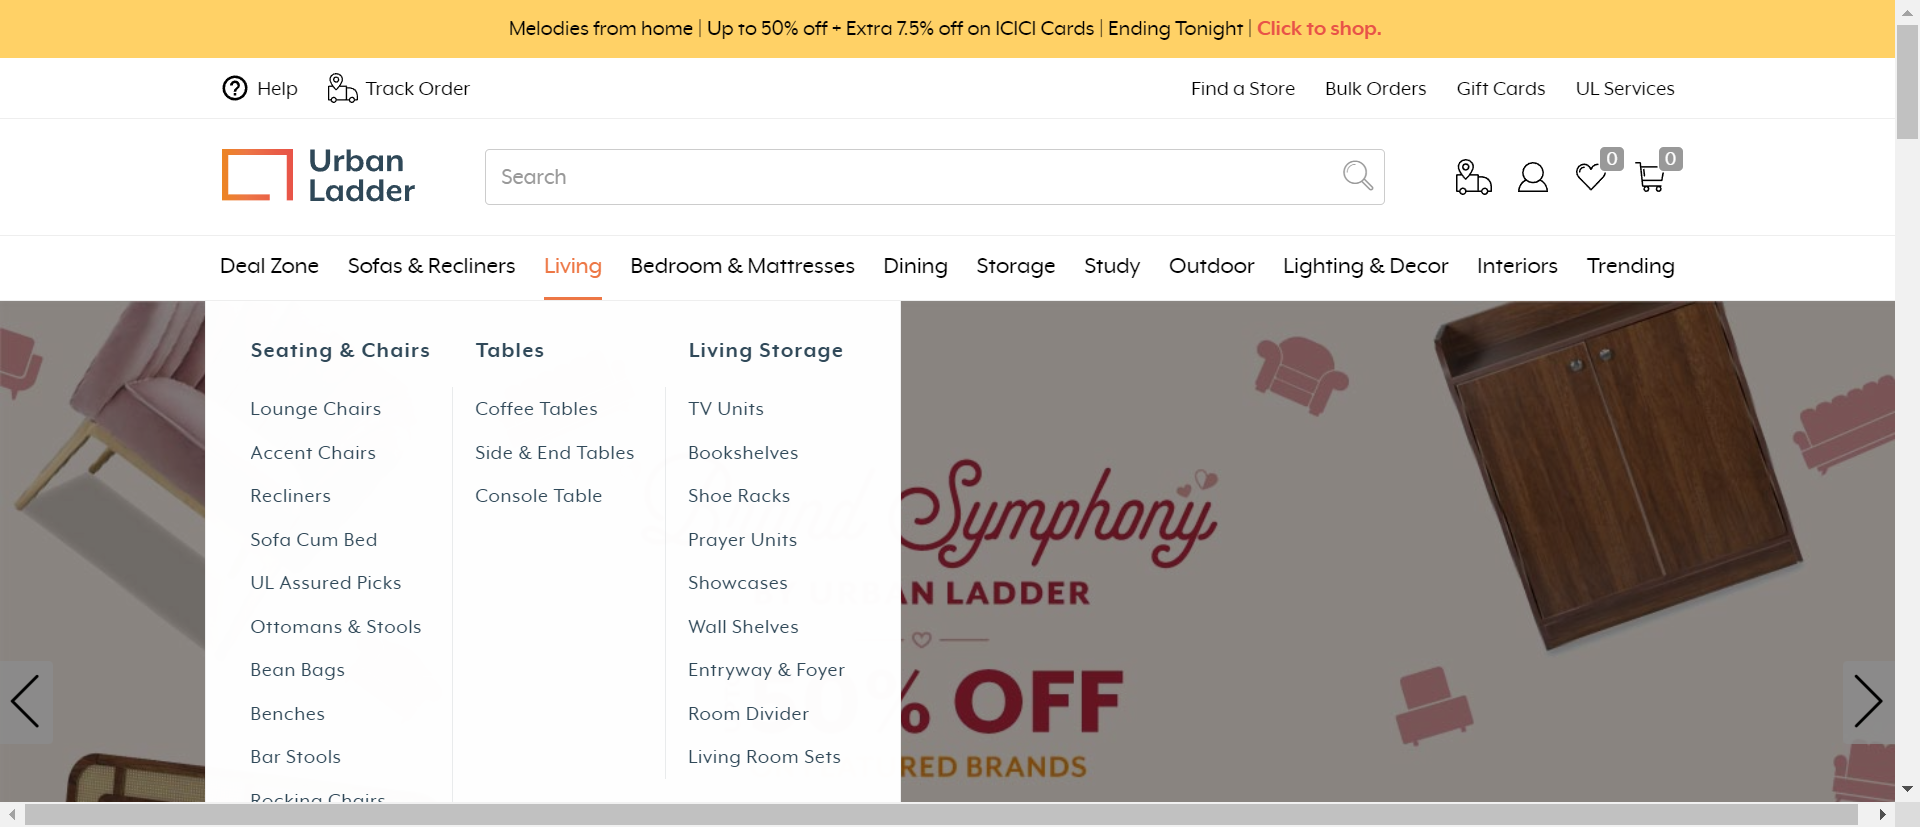 Melodies from home | Up to 50% off + Extra 7.5% off on ICICI Cards | Ending Tonight | Click to shop.
Help Track Order Find a Store Bulk Orders Gift Cards UL Services
Urban
Ladder
Search
0 0
Deal Zone Sofas & Recliners Living Bedroom & Mattresses Dining Storage Study Outdoor Lighting & Decor Interiors Trending
Seating & Chairs
Lounge Chairs
Accent Chairs
Recliners
Sofa Cum Bed
UL Assured Picks
Ottomans & Stools
Bean Bags
Benches
Bar Stools
Rocking Chairs
Tables
Coffee Tables
Side & End Tables
Console Table
Living Storage
TV Units
Bookshelves
Shoe Racks
Prayer Units
Showcases
Wall Shelves
Entryway & Foyer
Room Divider
Living Room Sets
Brand Symphony
URBAN LADDER
% OFF
BRANDS